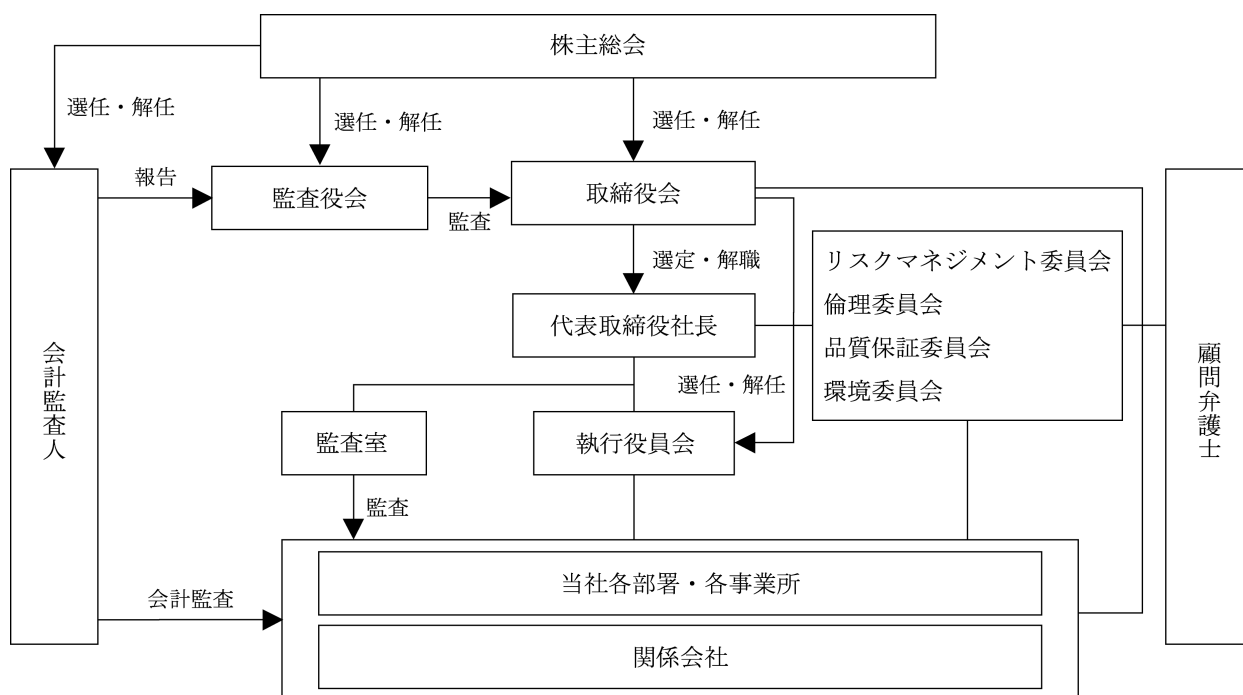 株主総会
選任・解任
選任・解任
選任・解任
報告
監査役会
監査
取締役会
選定・解職
リスクマネジメント委員会
倫理委員会
品質保証委員会
環境委員会
代表取締役社長
会計監査人
顧問弁護士
選任・解任
監査室
執行役員会
監査
当社各部署・各事業所
会計監査
関係会社